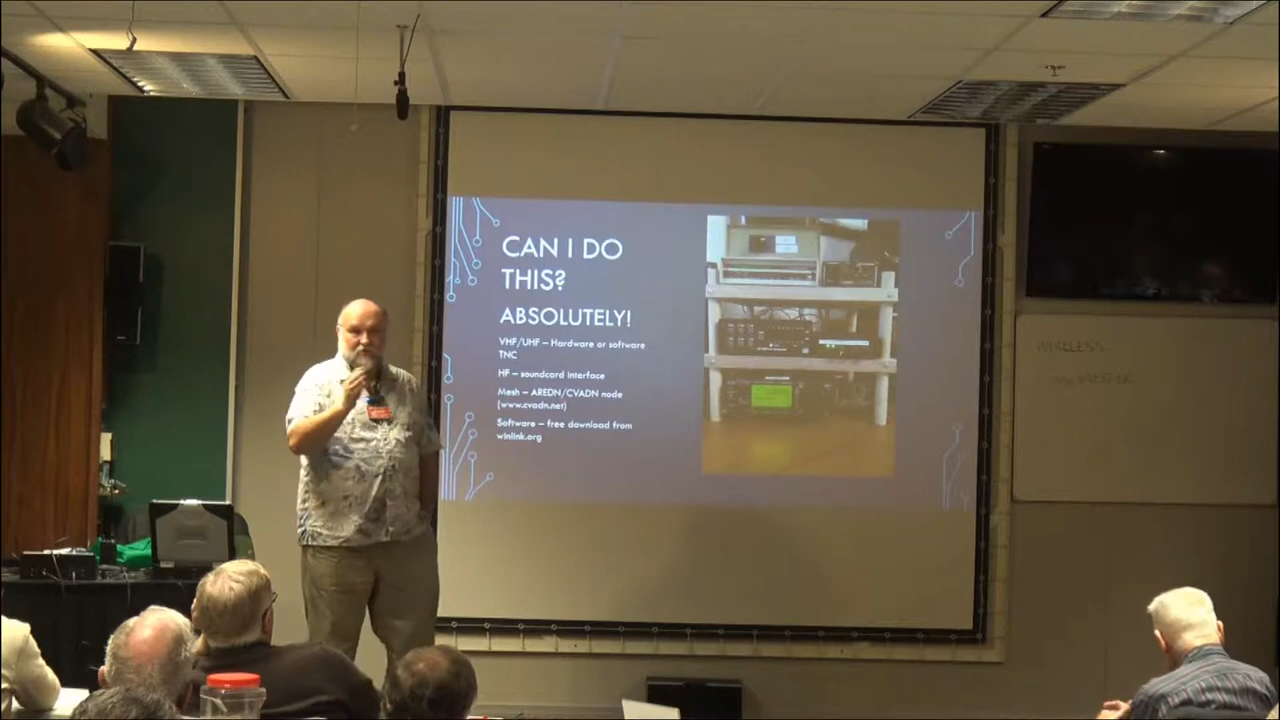 CAN I DO
THIS?
ABSOLUTELY!
VHF/UHF – Hardware or software
TNC
HF – soundcard interface
Mesh – AREDN/CVADN node
(www.cvadn.net)
Software – free download from
winlink.org
WIRELESS